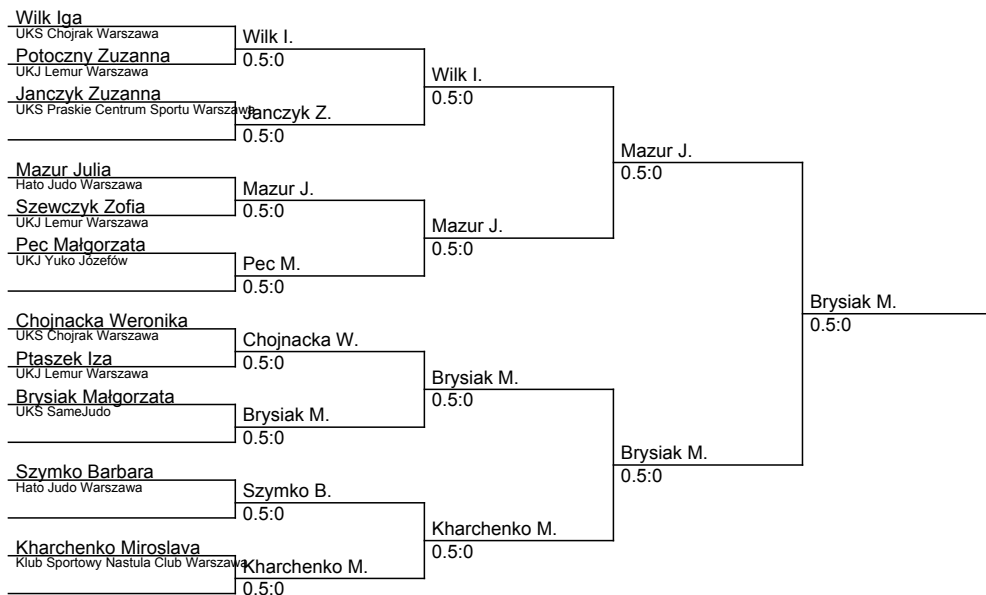 Wilk Iga
UKS Chojrak Warszawa
Potoczny Zuzanna
UKJ Lemur Warszawa
Janczyk Zuzanna
UKS Praskie Centrum Sportu Warszawa
Mazur Julia
Hato Judo Warszawa
Szewczyk Zofia
UKJ Lemur Warszawa
Pec Małgorzata
UKJ Yuko Józefów
Chojnacka Weronika
UKS Chojrak Warszawa
Ptaszek Iza
UKJ Lemur Warszawa
Brysiak Małgorzata
UKS SameJudo
Szymko Barbara
Hato Judo Warszawa
Kharchenko Miroslava
Klub Sportowy Nastula Club Warszawa
Wilk I.
0.5:0
Janczyk Z.
0.5:0
Mazur J.
0.5:0
Pec M.
0.5:0
Chojnacka W.
0.5:0
Brysiak M.
0.5:0
Szymko B.
0.5:0
Kharchenko M.
0.5:0
Wilk I.
0.5:0
Mazur J.
0.5:0
Brysiak M.
0.5:0
Kharchenko M.
0.5:0
Mazur J.
0.5:0
Brysiak M.
0.5:0
Brysiak M.
0.5:0